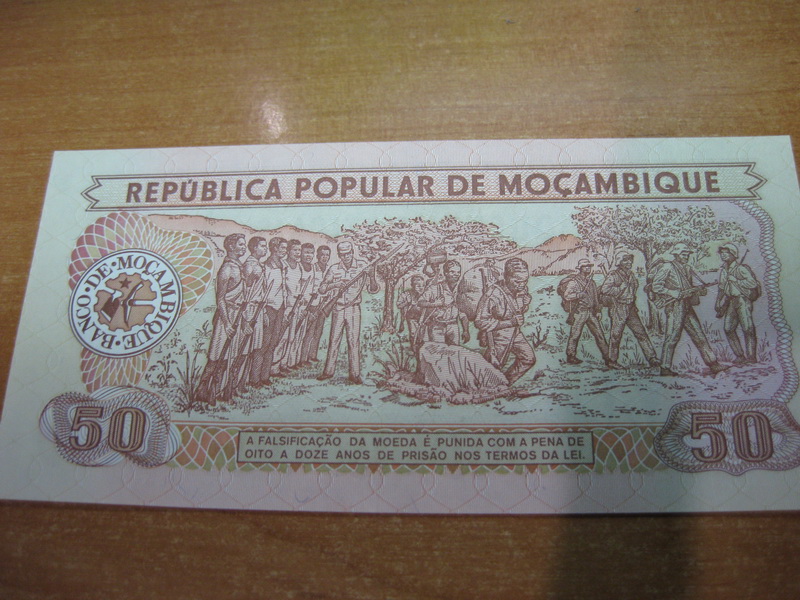 REPÚBLICA POPULAR DE MOÇAMBIQUE
BANCO·DE·MOÇAMBIQUE·
50
A FALSIFICAÇÃO DA MOEDA É PUNIDA COM A PENA DE
OITO A DOZE ANOS DE PRISÃO NOS TERMOS DA LEI.
50